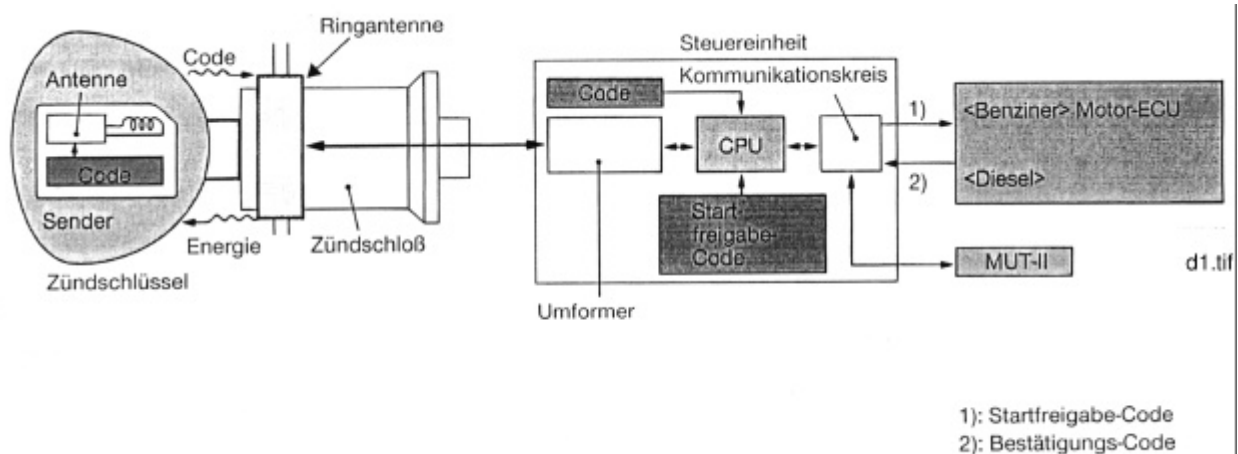 Code
Ringantenne
Antenne
Code
Sender
Energie
Zündschloß
Zündschlüssel
Steuereinheit
Kommunikationskreis
Code
CPU
Start-
freigabe-
Code
Umformer
1)
2)
<Benziner> Motor-ECU
<Diesel>
MUT-II
d1.tif
1): Startfreigabe-Code
2): Bestätigungs-Code